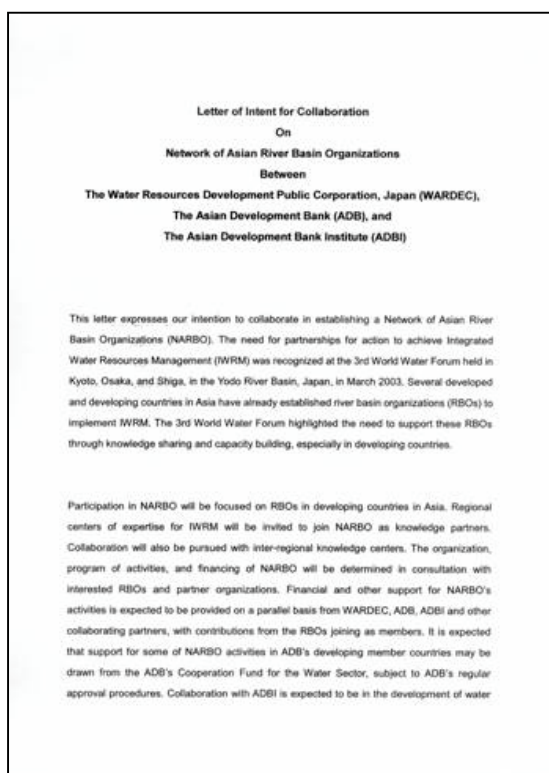 Letter of Intent for Collaboration
On
Network of Asian River Basin Organizations
Between
The Water Resources Development Public Corporation, Japan (WARDEC),
The Asian Development Bank (ADB), and
The Asian Development Bank Institute (ADBI)
This letter expresses our intention to collaborate in establishing a Network of Asian River
Basin Organizations (NARBO). The need for partnerships for action to achieve Integrated
Water Resources Management (IWRM) was recognized at the 3rd World Water Forum held in
Kyoto, Osaka, and Shiga, in the Yodo River Basin, Japan, in March 2003. Several developed
and developing countries in Asia have already established river basin organizations (RBOs) to
implement IWRM. The 3rd World Water Forum highlighted the need to support these RBOs
through knowledge sharing and capacity building, especially in developing countries.
Participation in NARBO will be focused on RBOs in developing countries in Asia. Regional
centers of expertise for IWRM will be invited to join NARBO as knowledge partners.
Collaboration will also be pursued with inter-regional knowledge centers. The organization,
program of activities, and financing of NARBO will be determined in consultation with
interested RBOs and partner organizations. Financial and other support for NARBO's
activities is expected to be provided on a parallel basis from WARDEC, ADB, ADBI and other
collaborating partners, with contributions from the RBOs joining as members. It is expected
that support for some of NARBO activities in ADB's developing member countries may be
drawn from the ADB's Cooperation Fund for the Water Sector, subject to ADB's regular
approval procedures. Collaboration with ADBI is expected to be in the development of water